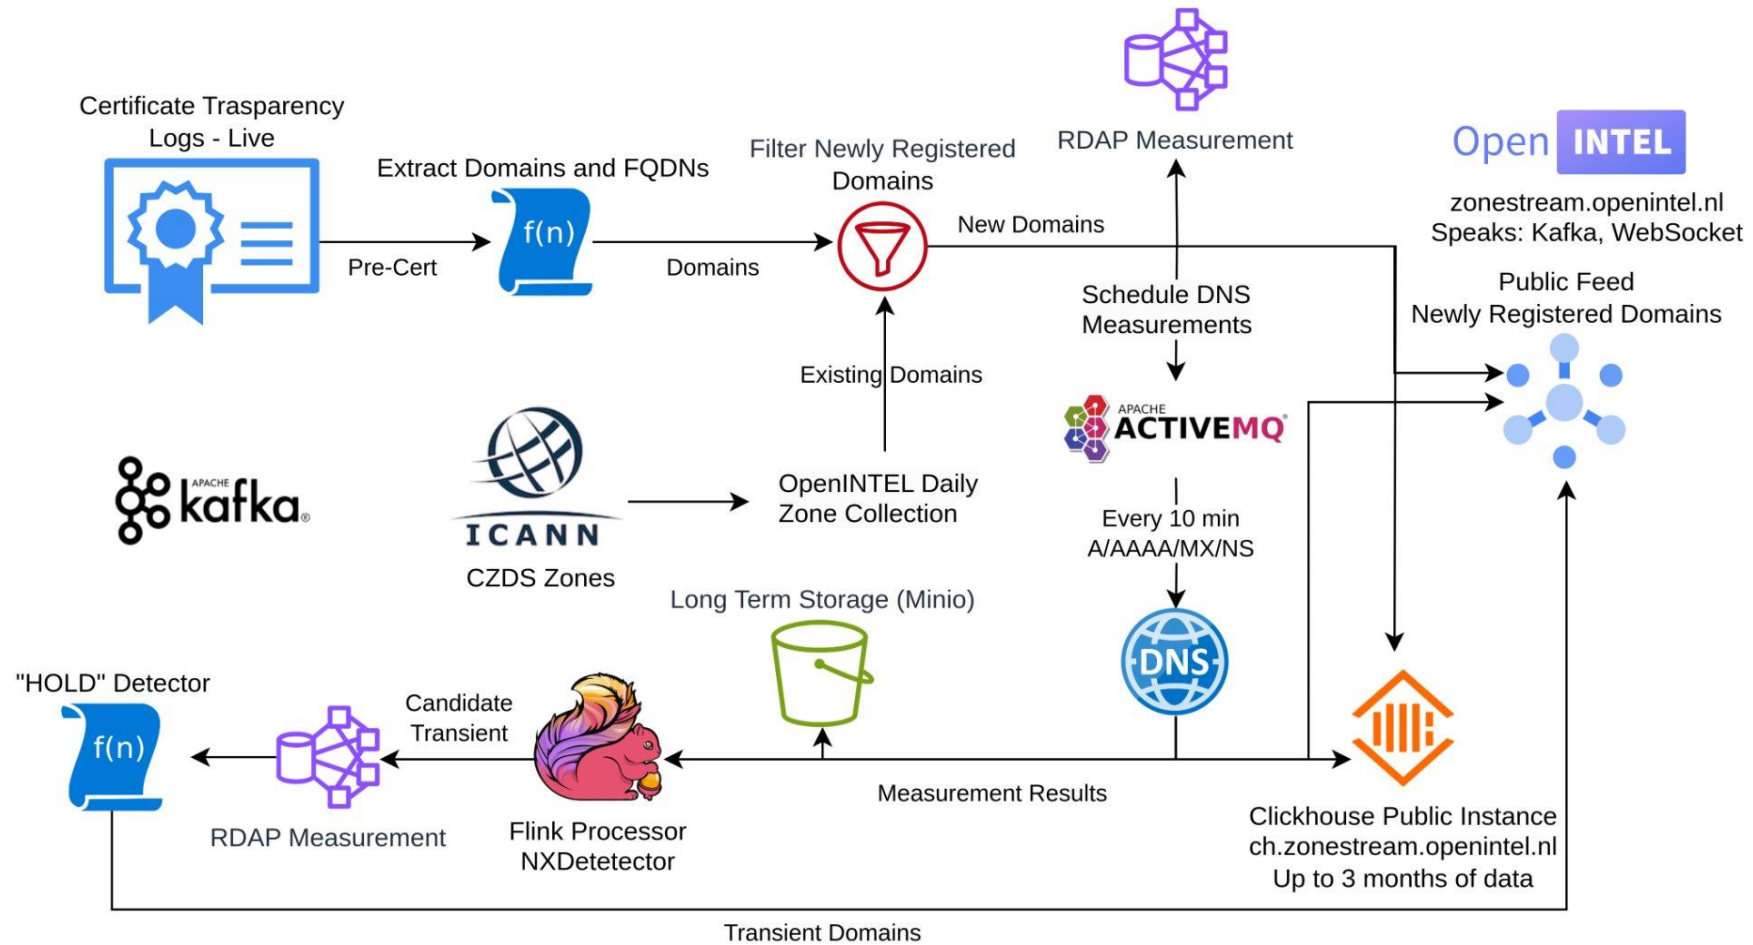 Certificate Trasparency
Logs - Live
Extract Domains and FQDNs
f(n)
Pre-Cert
Domains
Filter Newly Registered
Domains
New Domains
RDAP Measurement
Open INTEL
zonestream.openintel.nl
Speaks: Kafka, WebSocket
Public Feed
Newly Registered Domains
Schedule DNS
Measurements
Existing Domains
APACHE
ACTIVEMQ®
APACHE
kafka®
ICANN
CZDS Zones
OpenINTEL Daily
Zone Collection
Every 10 min
A/AAAA/MX/NS
Long Term Storage (Minio)
DNS
"HOLD" Detector
f(n)
Candidate
Transient
RDAP Measurement
Flink Processor
NXDetetector
Measurement Results
Clickhouse Public Instance
ch.zonestream.openintel.nl
Up to 3 months of data
Transient Domains